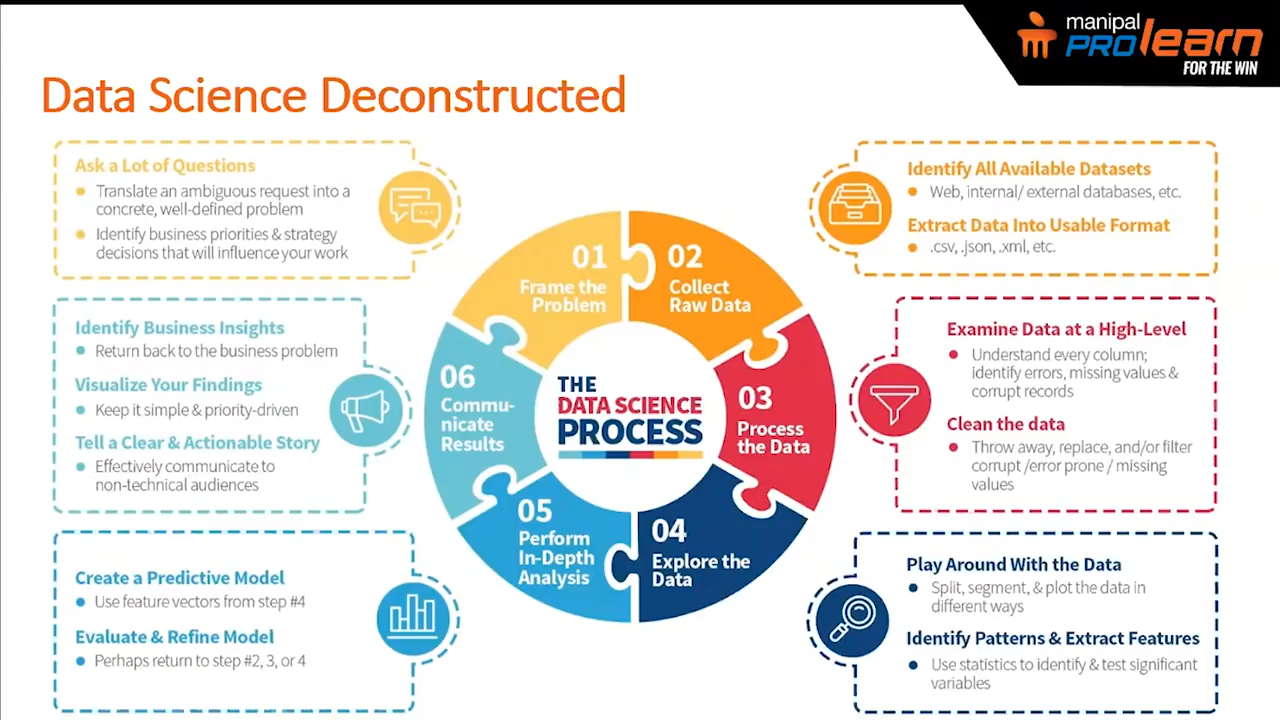 manipal
PROlearn
FOR THE WIN
Data Science Deconstructed
Ask a Lot of Questions
Translate an ambiguous request into a
concrete, well-defined problem
Identify business priorities & strategy
decisions that will influence your work
Identify All Available Datasets
Web, internal/ external databases, etc.
Extract Data Into Usable Format
.csv, .json, .xml, etc.
Identify Business Insights
Return back to the business problem
Visualize Your Findings
Keep it simple & priority-driven
Tell a Clear & Actionable Story
Effectively communicate to
non-technical audiences
Examine Data at a High-Level
Understand every column;
identify errors, missing values &
corrupt records
Clean the data
Throw away, replace, and/or filter
corrupt /error prone / missing
values
Create a Predictive Model
Use feature vectors from step #4
Evaluate & Refine Model
Perhaps return to step #2, 3, or 4
Play Around With the Data
Split, segment, & plot the data in
different ways
Identify Patterns & Extract Features
Use statistics to identify & test significant
variables
THE
DATA SCIENCE
PROCESS
01
Frame the
Problem
02
Collect
Raw Data
03
Process
the Data
04
Explore the
Data
05
Perform
In-Depth
Analysis
06
Commu-
nicate
Results